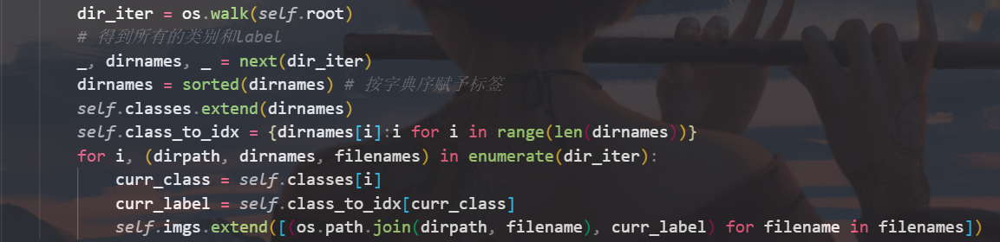 dir_iter = os.walk(self.root)
# 得到所有的类别和label
_, dirnames, _ = next(dir_iter)
dirnames = sorted(dirnames) # 按字典序赋予标签
self.classes.extend(dirnames)
self.class_to_idx = {dirnames[i]:i for i in range(len(dirnames))}
for i, (dirpath, dirnames, filenames) in enumerate(dir_iter):
    curr_class = self.classes[i]
    curr_label = self.class_to_idx[curr_class]
    self.imgs.extend([(os.path.join(dirpath, filename), curr_label) for filename in filenames])